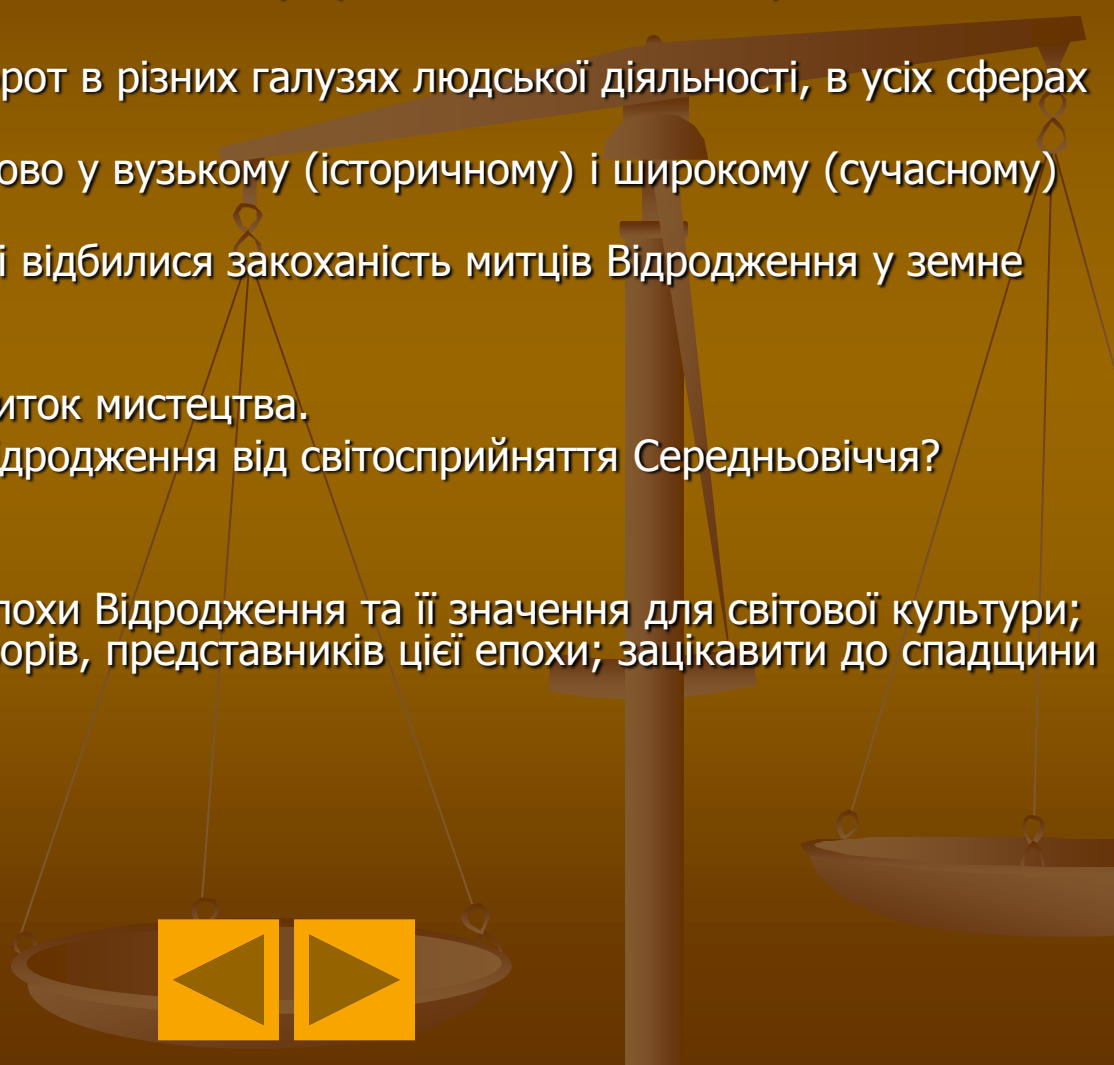 рот в різних галузях людської діяльності, в усіх сферах
ово у вузькому (історичному) і широкому (сучасному)
і відбилися закоханість митців Відродження у земне
иток мистецтва.
ідродження від світосприйняття Середньовіччя?
похи Відродження та її значення для світової культури;
орів, представників цієї епохи; зацікавити до спадщини